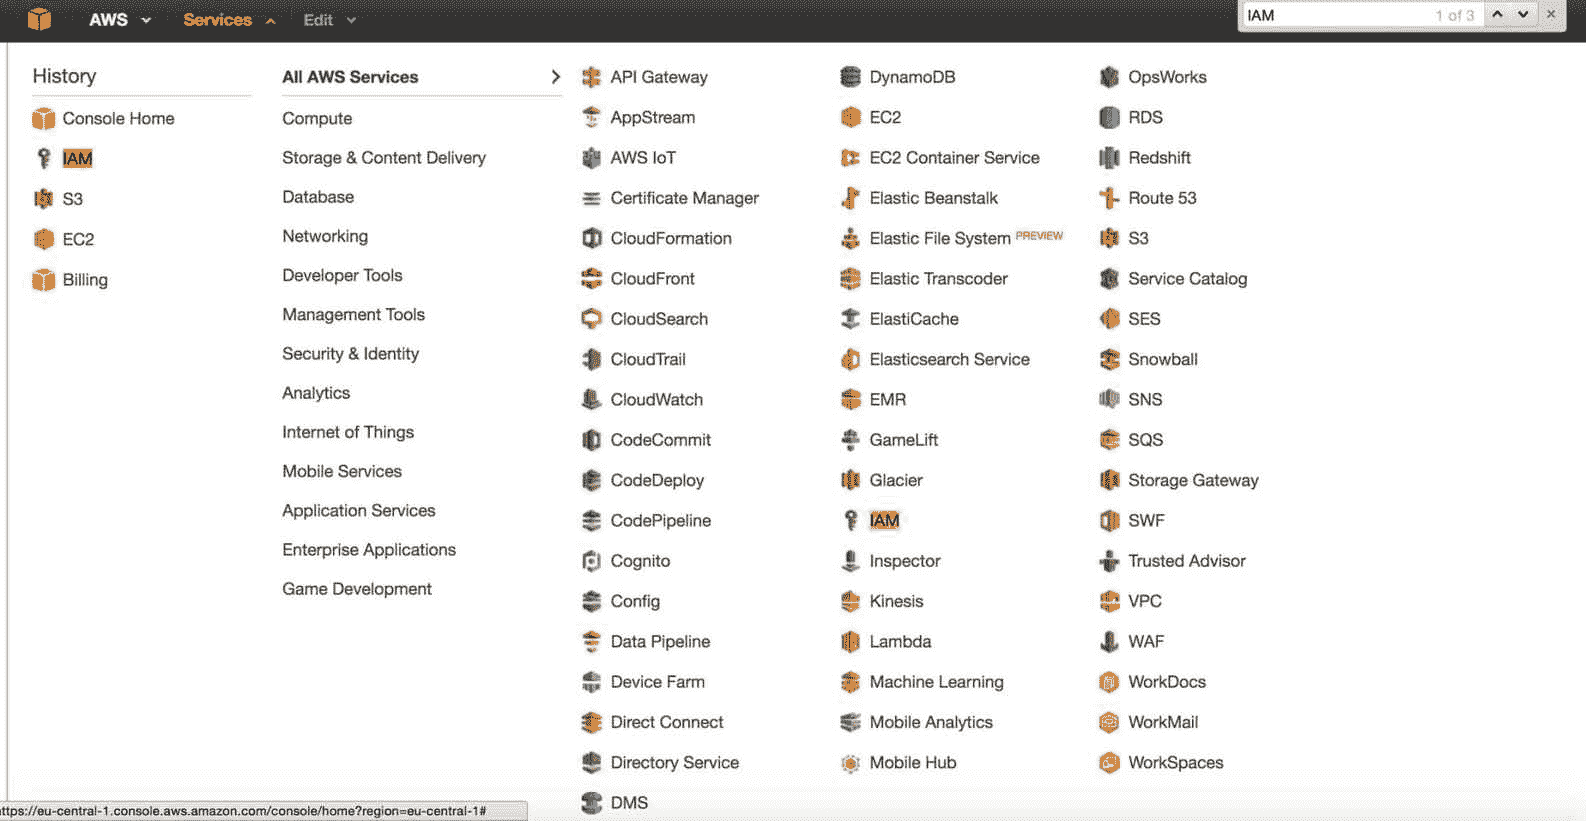 AWS Services Edit
IAM 1 of 3
History
Console Home
IAM
S3
EC2
Billing
All AWS Services
Compute
Storage & Content Delivery
Database
Networking
Developer Tools
Management Tools
Security & Identity
Analytics
Internet of Things
Mobile Services
Application Services
Enterprise Applications
Game Development
API Gateway
AppStream
AWS IoT
Certificate Manager
CloudFormation
CloudFront
CloudSearch
CloudTrail
CloudWatch
CodeCommit
CodeDeploy
CodePipeline
Cognito
Config
Data Pipeline
Device Farm
Direct Connect
Directory Service
DMS
DynamoDB
EC2
EC2 Container Service
Elastic Beanstalk
Elastic File System PREVIEW
Elastic Transcoder
ElastiCache
Elasticsearch Service
EMR
GameLift
Glacier
IAM
Inspector
Kinesis
Lambda
Machine Learning
Mobile Analytics
Mobile Hub
OpsWorks
RDS
Redshift
Route 53
S3
Service Catalog
SES
Snowball
SNS
SQS
Storage Gateway
SWF
Trusted Advisor
VPC
WAF
WorkDocs
WorkMail
WorkSpaces
ttps://eu-central-1.console.aws.amazon.com/console/home?region=eu-central-1#